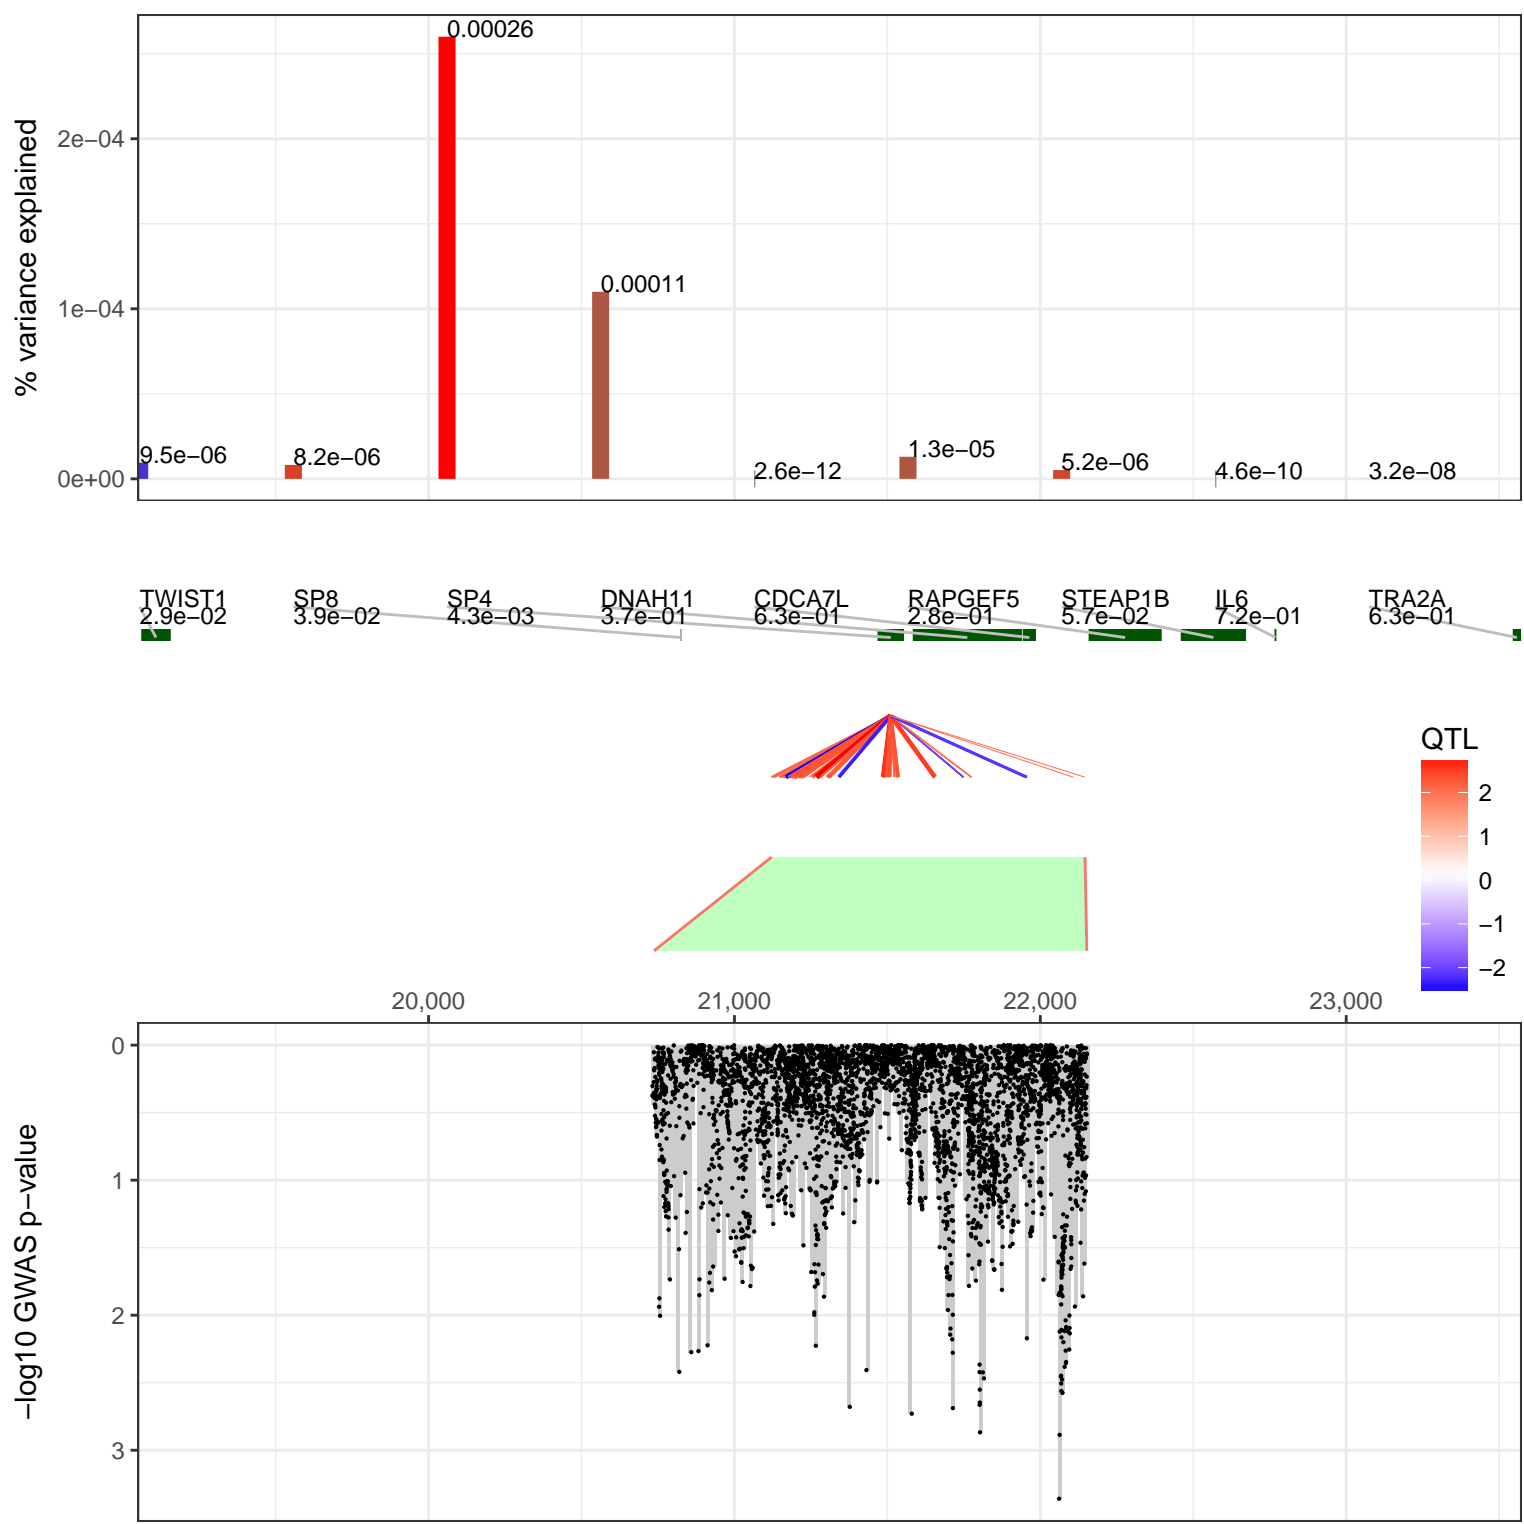 % variance explained
2e−04
1e−04
0e+00
0.00026
0.00011
9.5e−06
8.2e−06
2.6e−12
1.3e−05
5.2e−06
4.6e−10
3.2e−08
TWIST1 SP8 SP4 DNAH11 CDCA7L RAPGEF5 STEAP1B IL6 TRA2A
2.9e−02 3.9e−02 4.3e−03 3.7e−01 6.3e−01 2.8e−01 5.7e−02 7.2e−01 6.3e−01
QTL
2
1
0
−1
−2
20,000 21,000 22,000 23,000
−log10 GWAS p−value
0
1
2
3